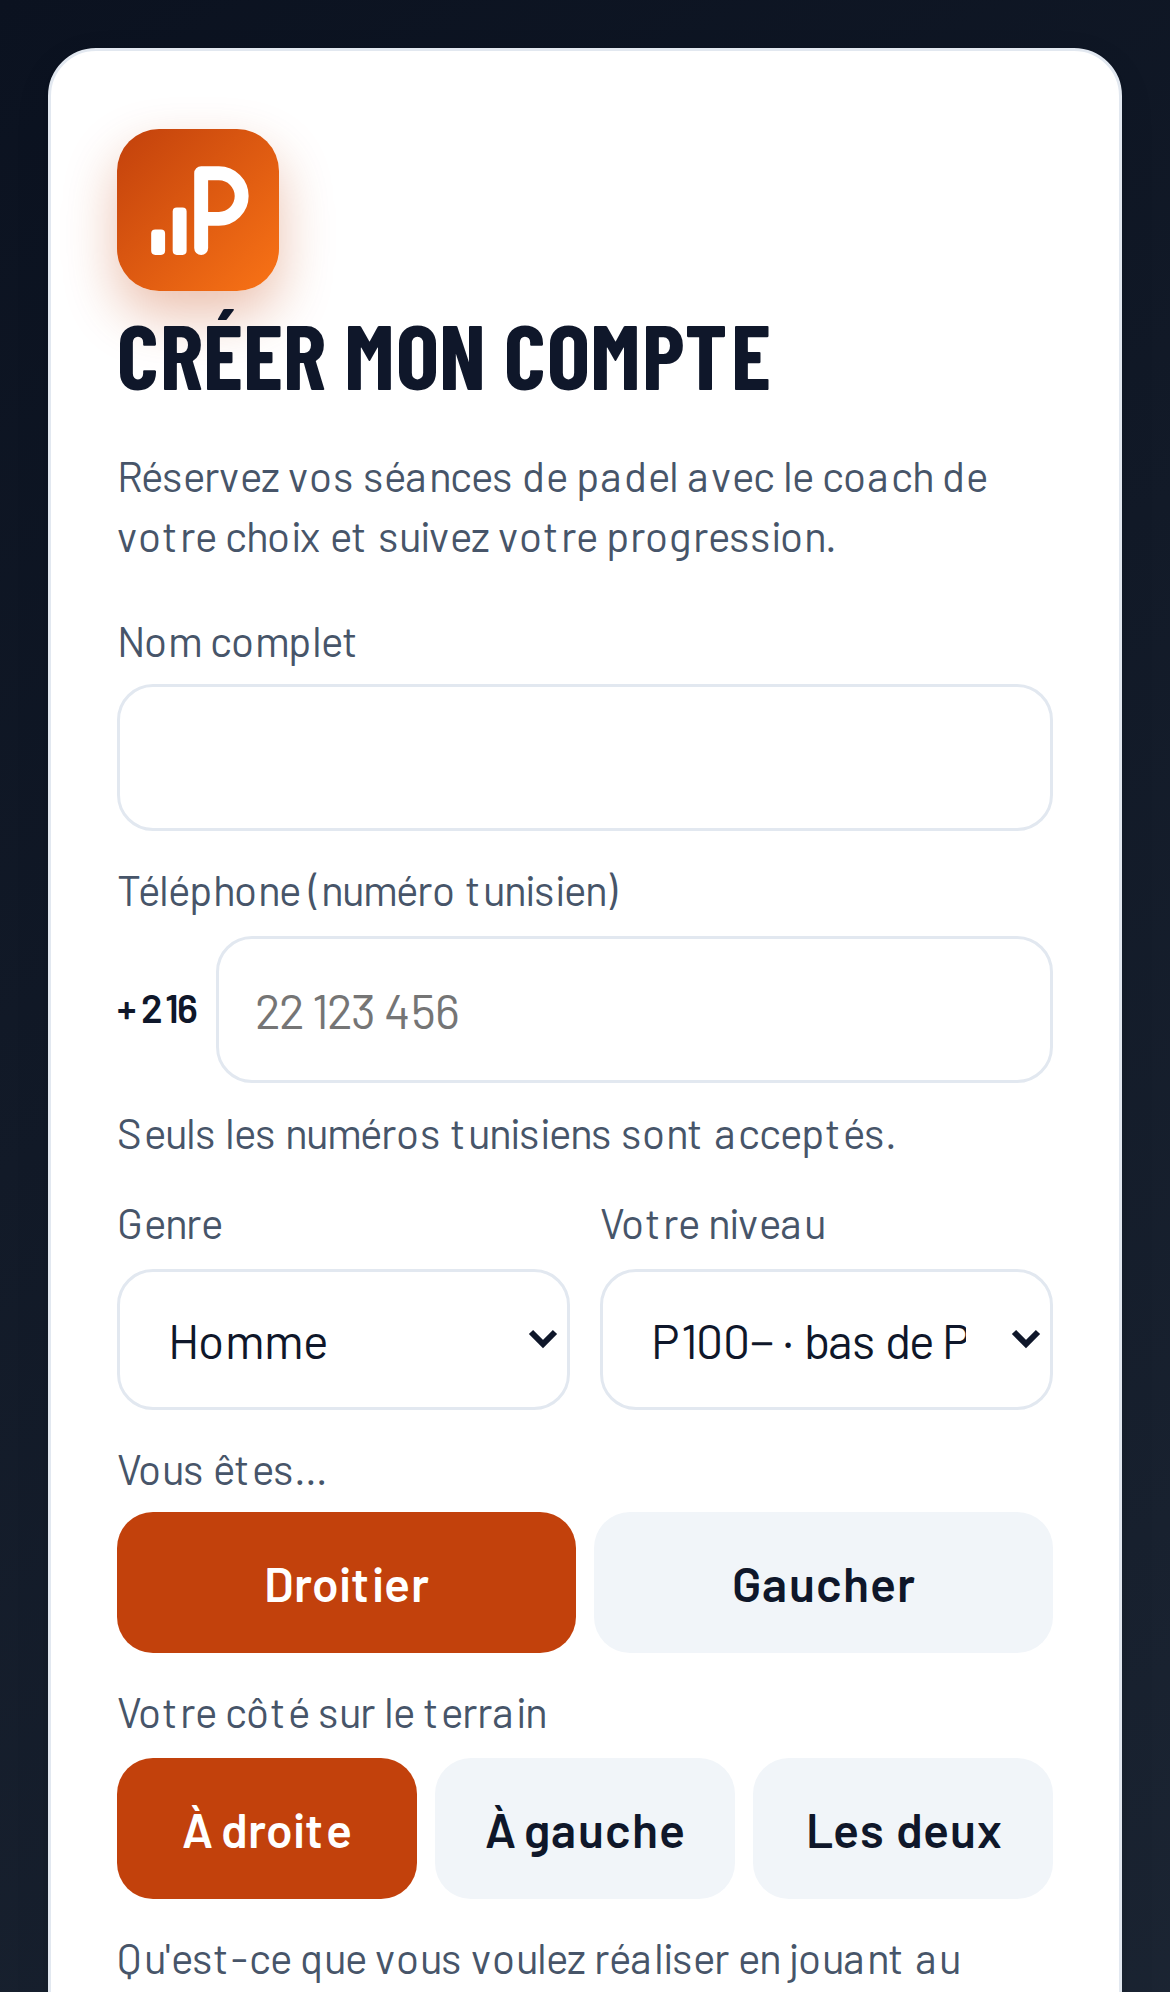 P
CRÉER MON COMPTE
Réservez vos séances de padel avec le coach de
votre choix et suivez votre progression.
Nom complet
Téléphone (numéro tunisien)
+216
22 123 456
Seuls les numéros tunisiens sont acceptés.
Genre
Votre niveau
Homme
P100– · bas de P
Vous êtes…
Droitier
Gaucher
Votre côté sur le terrain
À droite
À gauche
Les deux
Qu'est-ce que vous voulez réaliser en jouant au